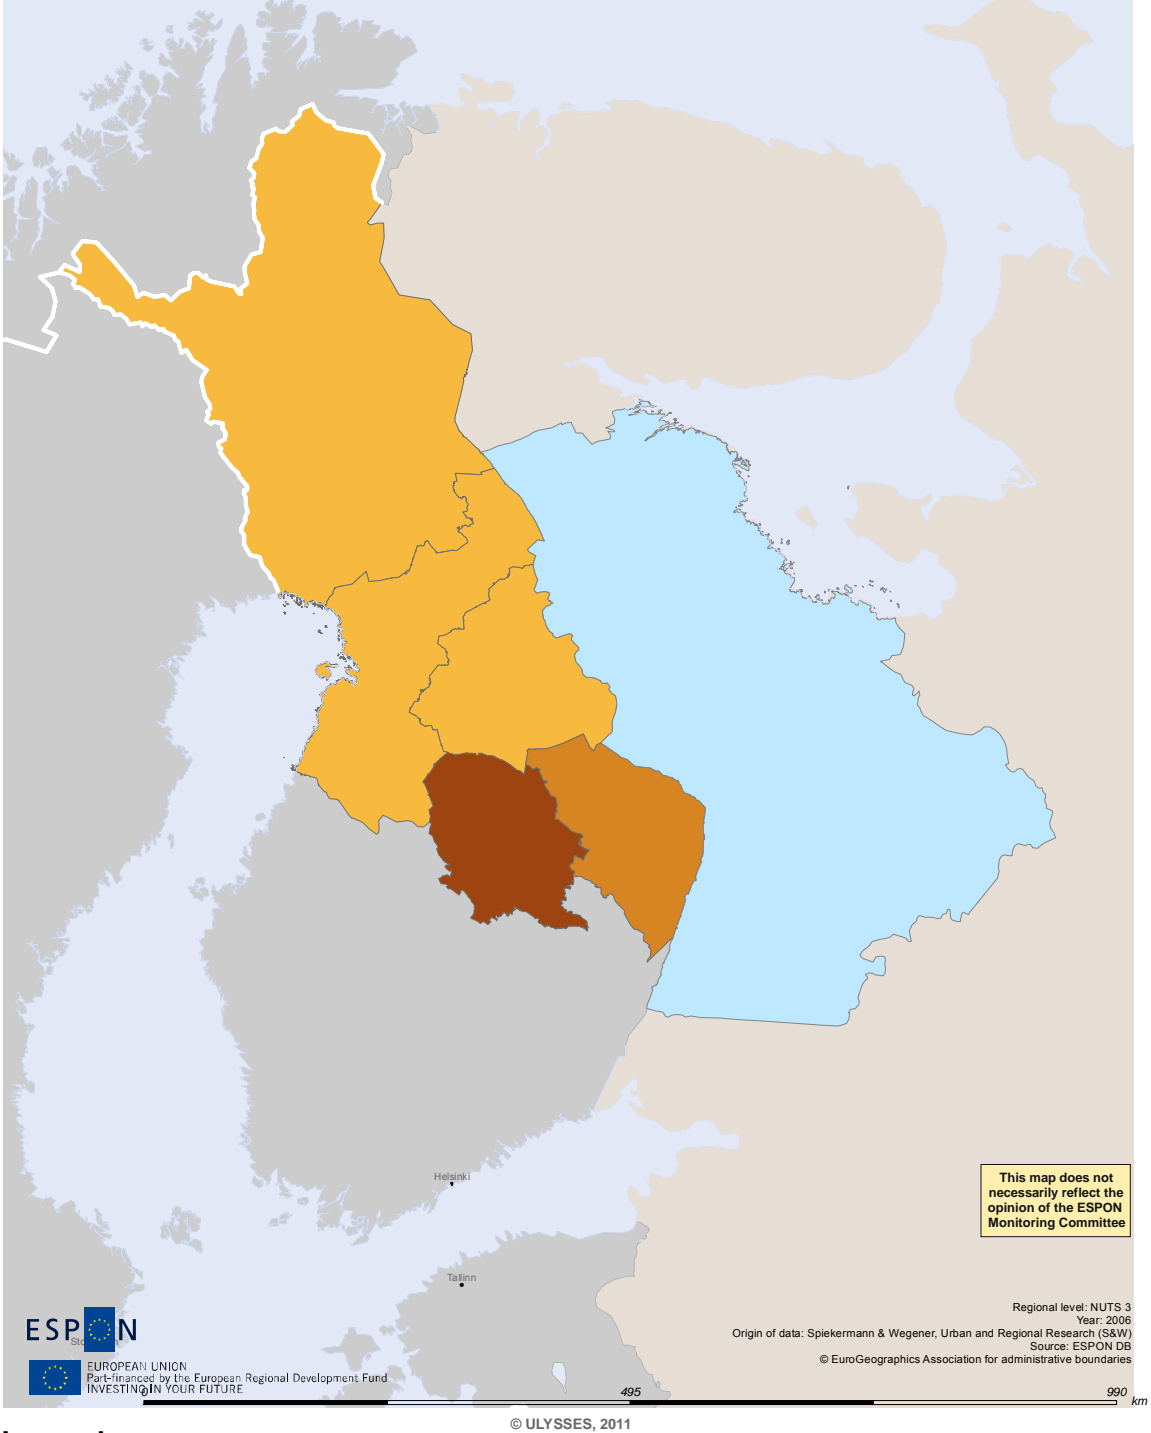 Helsinki
This map does not
necessarily reflect the
opinion of the ESPON
Monitoring Committee
Tallinn
Regional level: NUTS 3
Year: 2006
Origin of data: Spiekermann & Wegener, Urban and Regional Research (S&W)
Source: ESPON DB
© EuroGeographics Association for administrative boundaries
ESPON
EUROPEAN UNION
Part-financed by the European Regional Development Fund
INVESTING IN YOUR FUTURE
0 495 990 km
© ULYSSES, 2011